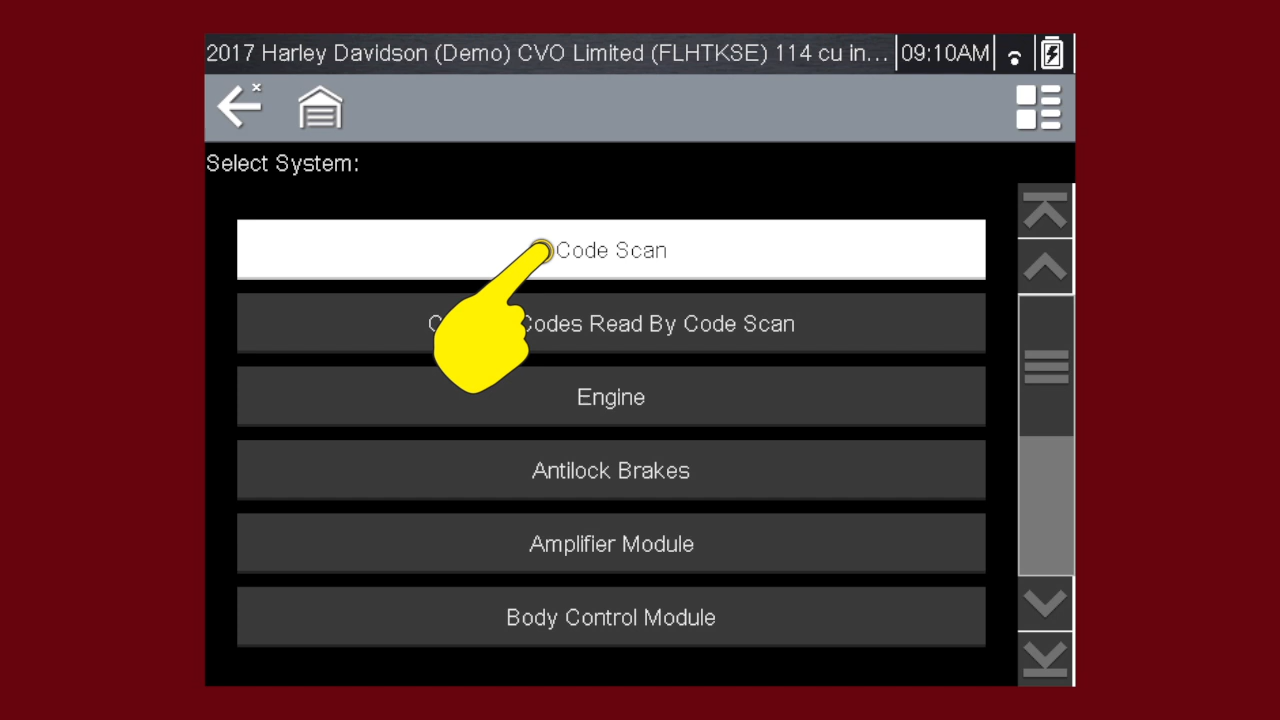 2017 Harley Davidson (Demo) CVO Limited (FLHTKSE) 114 cu in... 09:10AM
Select System:
Code Scan
Codes Read By Code Scan
Engine
Antilock Brakes
Amplifier Module
Body Control Module